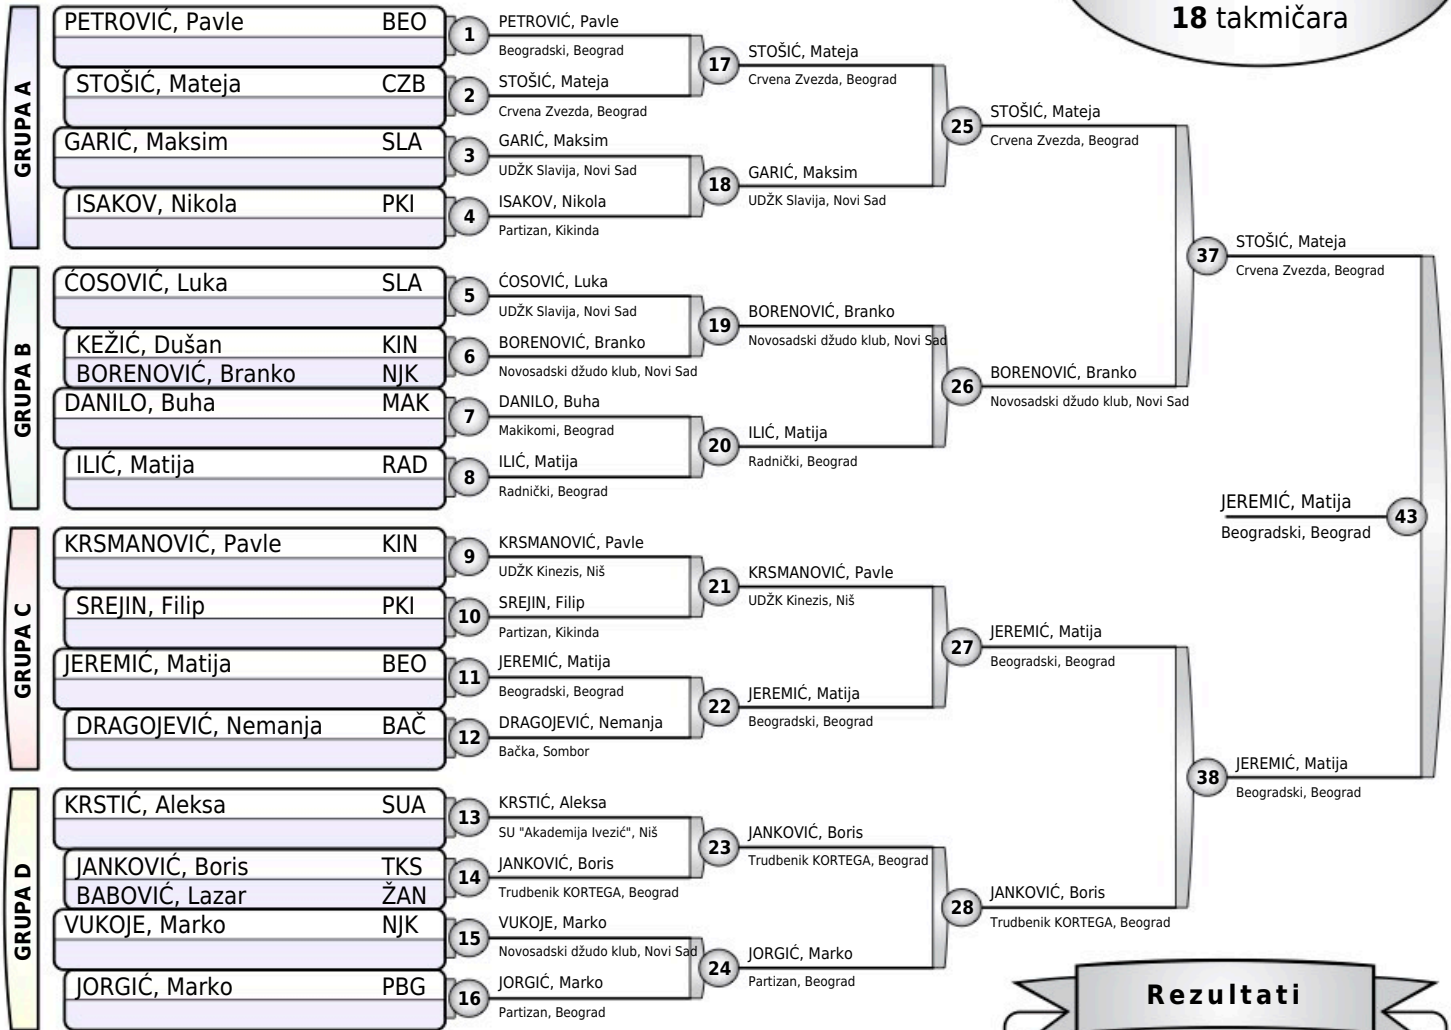 18 takmičara
GRUPA A
PETROVIĆ, Pavle BEO
STOŠIĆ, Mateja CZB
GARIĆ, Maksim SLA
ISAKOV, Nikola PKI
GRUPA B
ĆOSOVIĆ, Luka SLA
KEŽIĆ, Dušan KIN
BORENOVIĆ, Branko NJK
DANILO, Buha MAK
ILIĆ, Matija RAD
GRUPA C
KRSMANOVIĆ, Pavle KIN
SREJIN, Filip PKI
JEREMIĆ, Matija BEO
DRAGOJEVIĆ, Nemanja BAČ
GRUPA D
KRSTIĆ, Aleksa SUA
JANKOVIĆ, Boris TKS
BABOVIĆ, Lazar ŽAN
VUKOJE, Marko NJK
JORGIĆ, Marko PBG
1
PETROVIĆ, Pavle
Beogradski, Beograd
2
STOŠIĆ, Mateja
Crvena Zvezda, Beograd
3
GARIĆ, Maksim
UDŽK Slavija, Novi Sad
4
ISAKOV, Nikola
Partizan, Kikinda
5
ĆOSOVIĆ, Luka
UDŽK Slavija, Novi Sad
6
BORENOVIĆ, Branko
Novosadski džudo klub, Novi Sad
7
DANILO, Buha
Makikomi, Beograd
8
ILIĆ, Matija
Radnički, Beograd
9
KRSMANOVIĆ, Pavle
UDŽK Kinezis, Niš
10
SREJIN, Filip
Partizan, Kikinda
11
JEREMIĆ, Matija
Beogradski, Beograd
12
DRAGOJEVIĆ, Nemanja
Bačka, Sombor
13
KRSTIĆ, Aleksa
SU "Akademija Ivezić", Niš
14
JANKOVIĆ, Boris
Trudbenik KORTEGA, Beograd
15
VUKOJE, Marko
Novosadski džudo klub, Novi Sad
16
JORGIĆ, Marko
Partizan, Beograd
17
STOŠIĆ, Mateja
Crvena Zvezda, Beograd
18
GARIĆ, Maksim
UDŽK Slavija, Novi Sad
19
BORENOVIĆ, Branko
Novosadski džudo klub, Novi Sad
20
ILIĆ, Matija
Radnički, Beograd
21
KRSMANOVIĆ, Pavle
UDŽK Kinezis, Niš
22
JEREMIĆ, Matija
Beogradski, Beograd
23
JANKOVIĆ, Boris
Trudbenik KORTEGA, Beograd
24
JORGIĆ, Marko
Partizan, Beograd
25
STOŠIĆ, Mateja
Crvena Zvezda, Beograd
26
BORENOVIĆ, Branko
Novosadski džudo klub, Novi Sad
27
JEREMIĆ, Matija
Beogradski, Beograd
28
JANKOVIĆ, Boris
Trudbenik KORTEGA, Beograd
37
STOŠIĆ, Mateja
Crvena Zvezda, Beograd
38
JEREMIĆ, Matija
Beogradski, Beograd
JEREMIĆ, Matija
43
Beogradski, Beograd
Rezultati